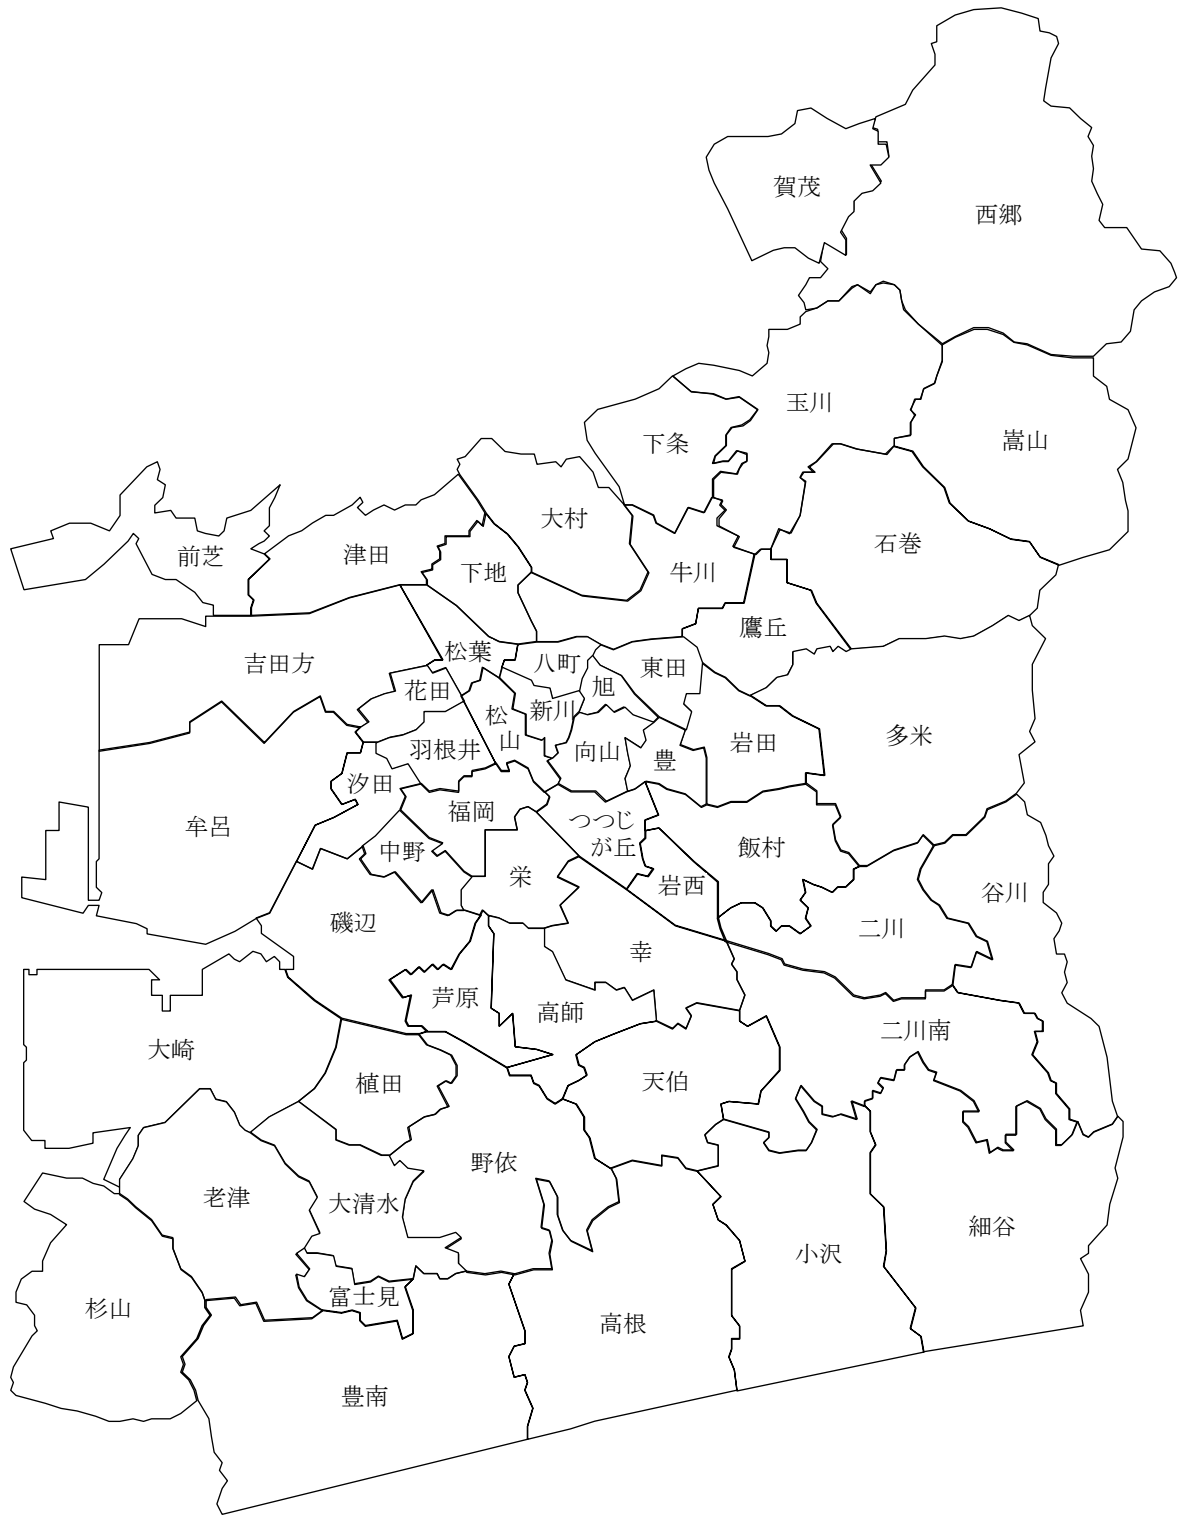 賀茂
西郷
玉川
下条
嵩山
大村
石巻
前芝
津田
下地
牛川
鷹丘
吉田方
松葉
八町
東田
花田
旭
新川
松
山
羽根井
向山
豊
岩田
多米
汐田
牟呂
福岡
つつじ
が丘
中野
飯村
栄
岩西
谷川
磯辺
二川
幸
芦原
高師
二川南
大崎
植田
天伯
野依
老津
大清水
細谷
小沢
富士見
杉山
高根
豊南